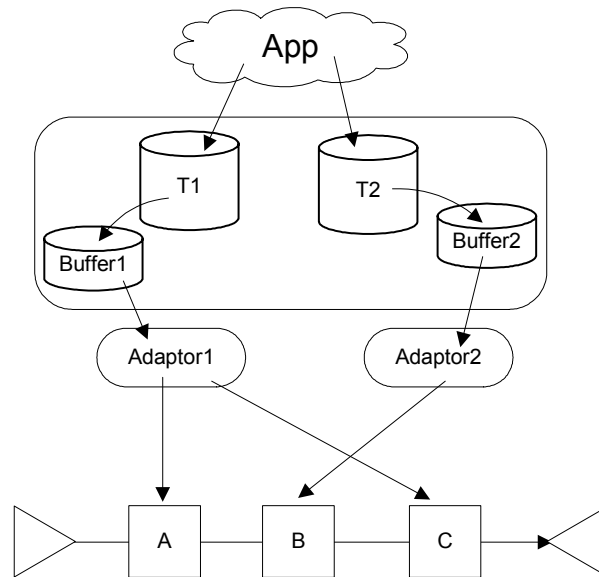 App
T1
T2
Buffer1
Buffer2
Adaptor1
Adaptor2
A
B
C